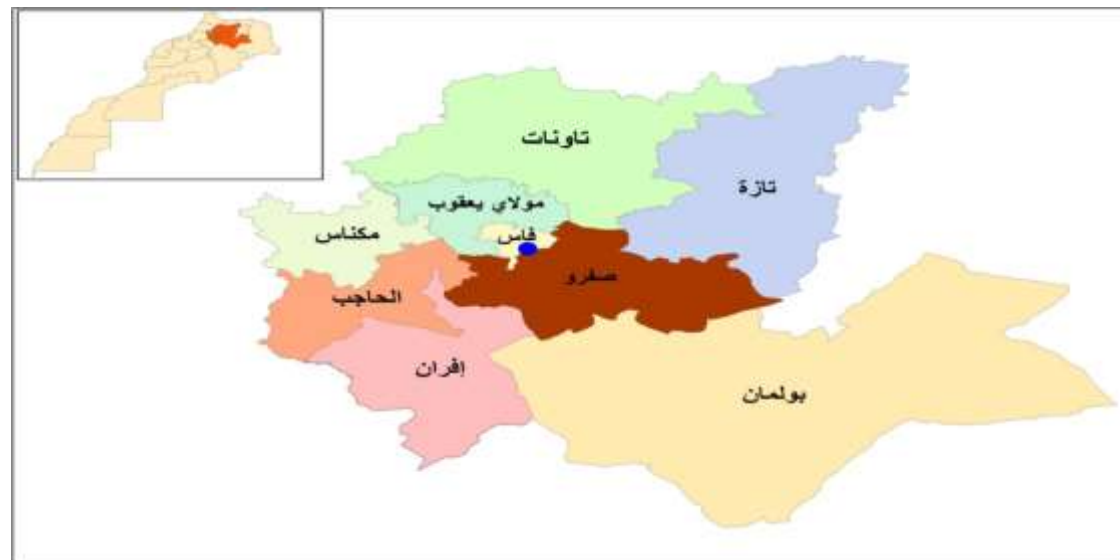 تاونات
تازة
مولاي يعقوب
فاس
مكناس
صفرو
الحاجب
إفران
بولمان